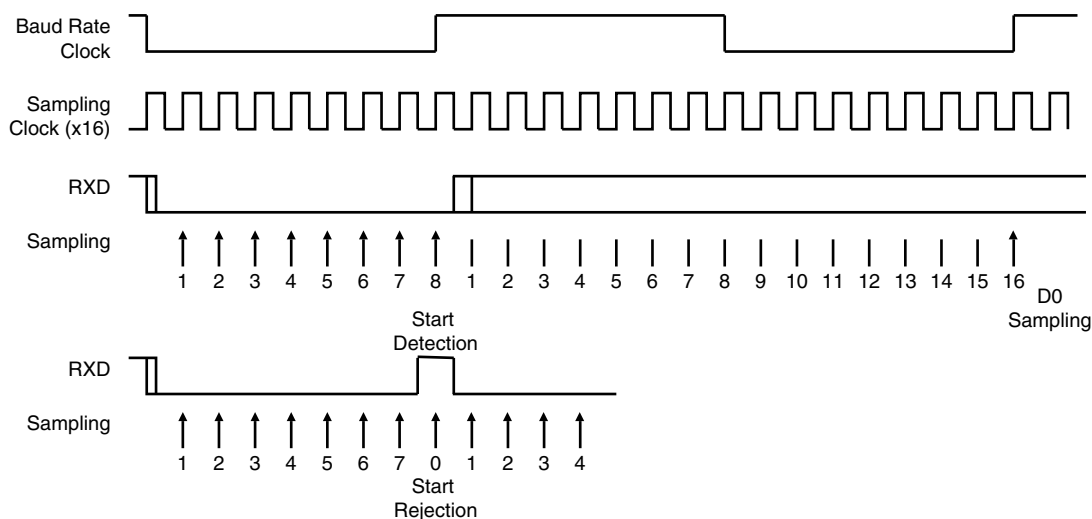 Baud Rate
Clock
Sampling
Clock (x16)
RXD
Sampling
1 2 3 4 5 6 7 8 1 2 3 4 5 6 7 8 9 10 11 12 13 14 15 16
D0
Sampling
Start
Detection
RXD
Sampling
1 2 3 4 5 6 7 0 1 2 3 4
Start
Rejection